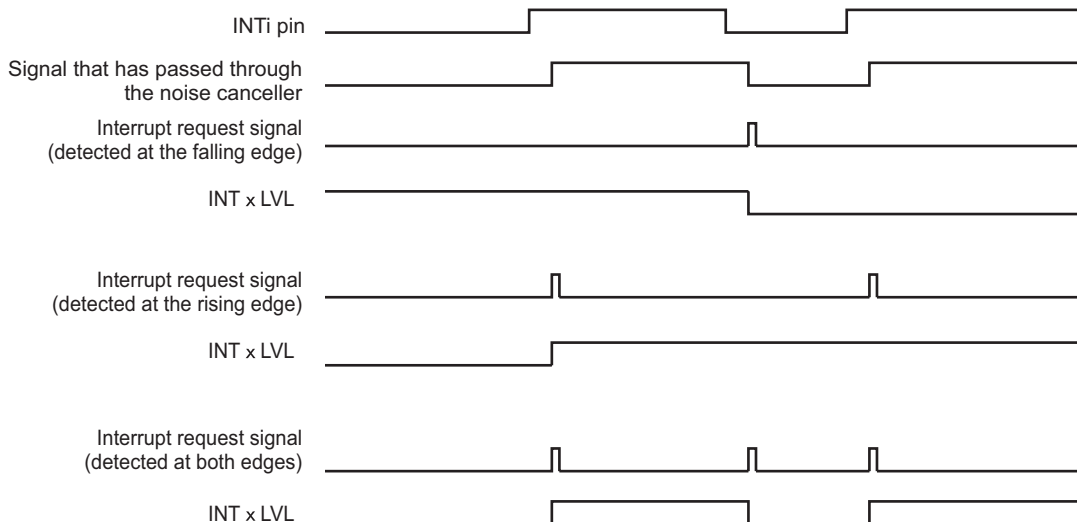 INTi pin
Signal that has passed through
the noise canceller
Interrupt request signal
(detected at the falling edge)
INT x LVL
Interrupt request signal
(detected at the rising edge)
INT x LVL
Interrupt request signal
(detected at both edges)
INT x LVL